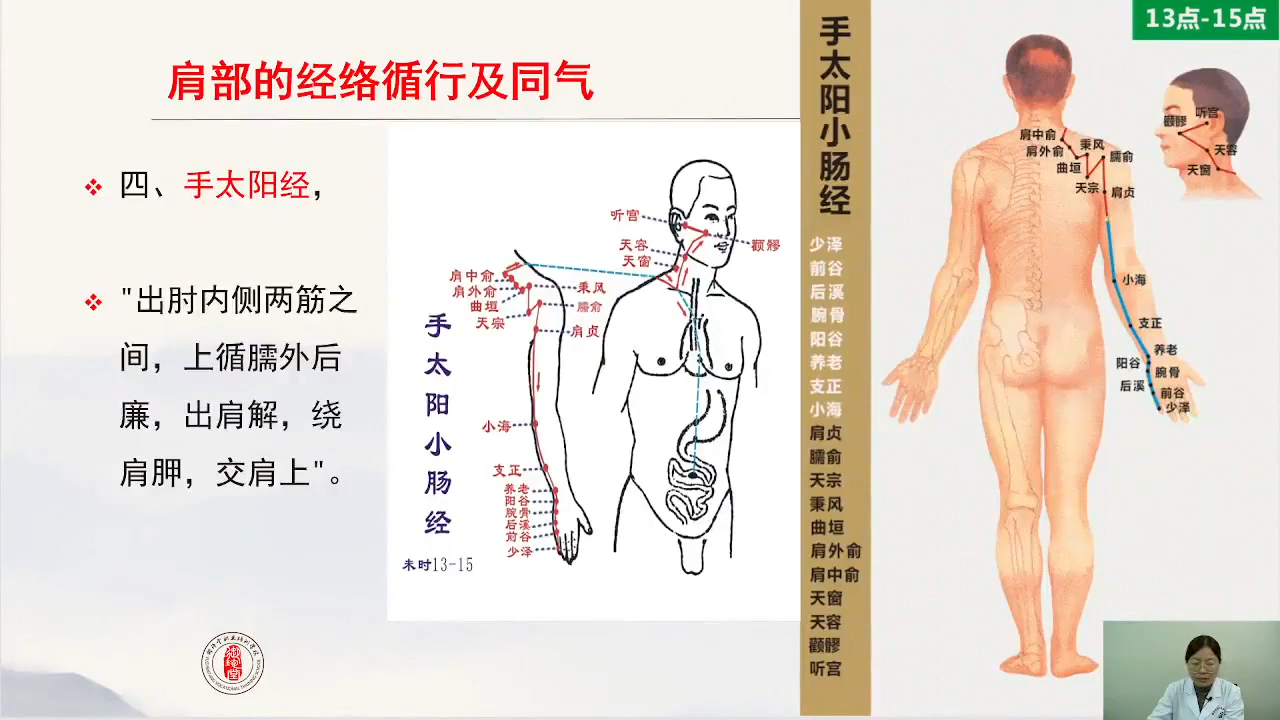 肩部的经络循行及同气
四、手太阳经，
"出肘内侧两筋之
间，上循臑外后
廉，出肩解，绕
肩胛，交肩上"。
听宫
颧髎
天容
天窗
肩中俞
肩外俞
曲垣
天宗
秉风
臑俞
肩贞
小海
支正
养老
阳谷
腕骨
后溪
前谷
少泽
手太阳小肠经
未时13-15
手太阳小肠经
少泽
前谷
后溪
腕骨
阳谷
养老
支正
小海
肩贞
臑俞
天宗
秉风
曲垣
肩外俞
肩中俞
天窗
天容
颧髎
听宫
13点-15点
听宫
颧髎
天容
天窗
肩中俞
肩外俞
秉风
曲垣
臑俞
天宗
肩贞
小海
支正
养老
阳谷
腕骨
后溪
前谷
少泽
御德堂